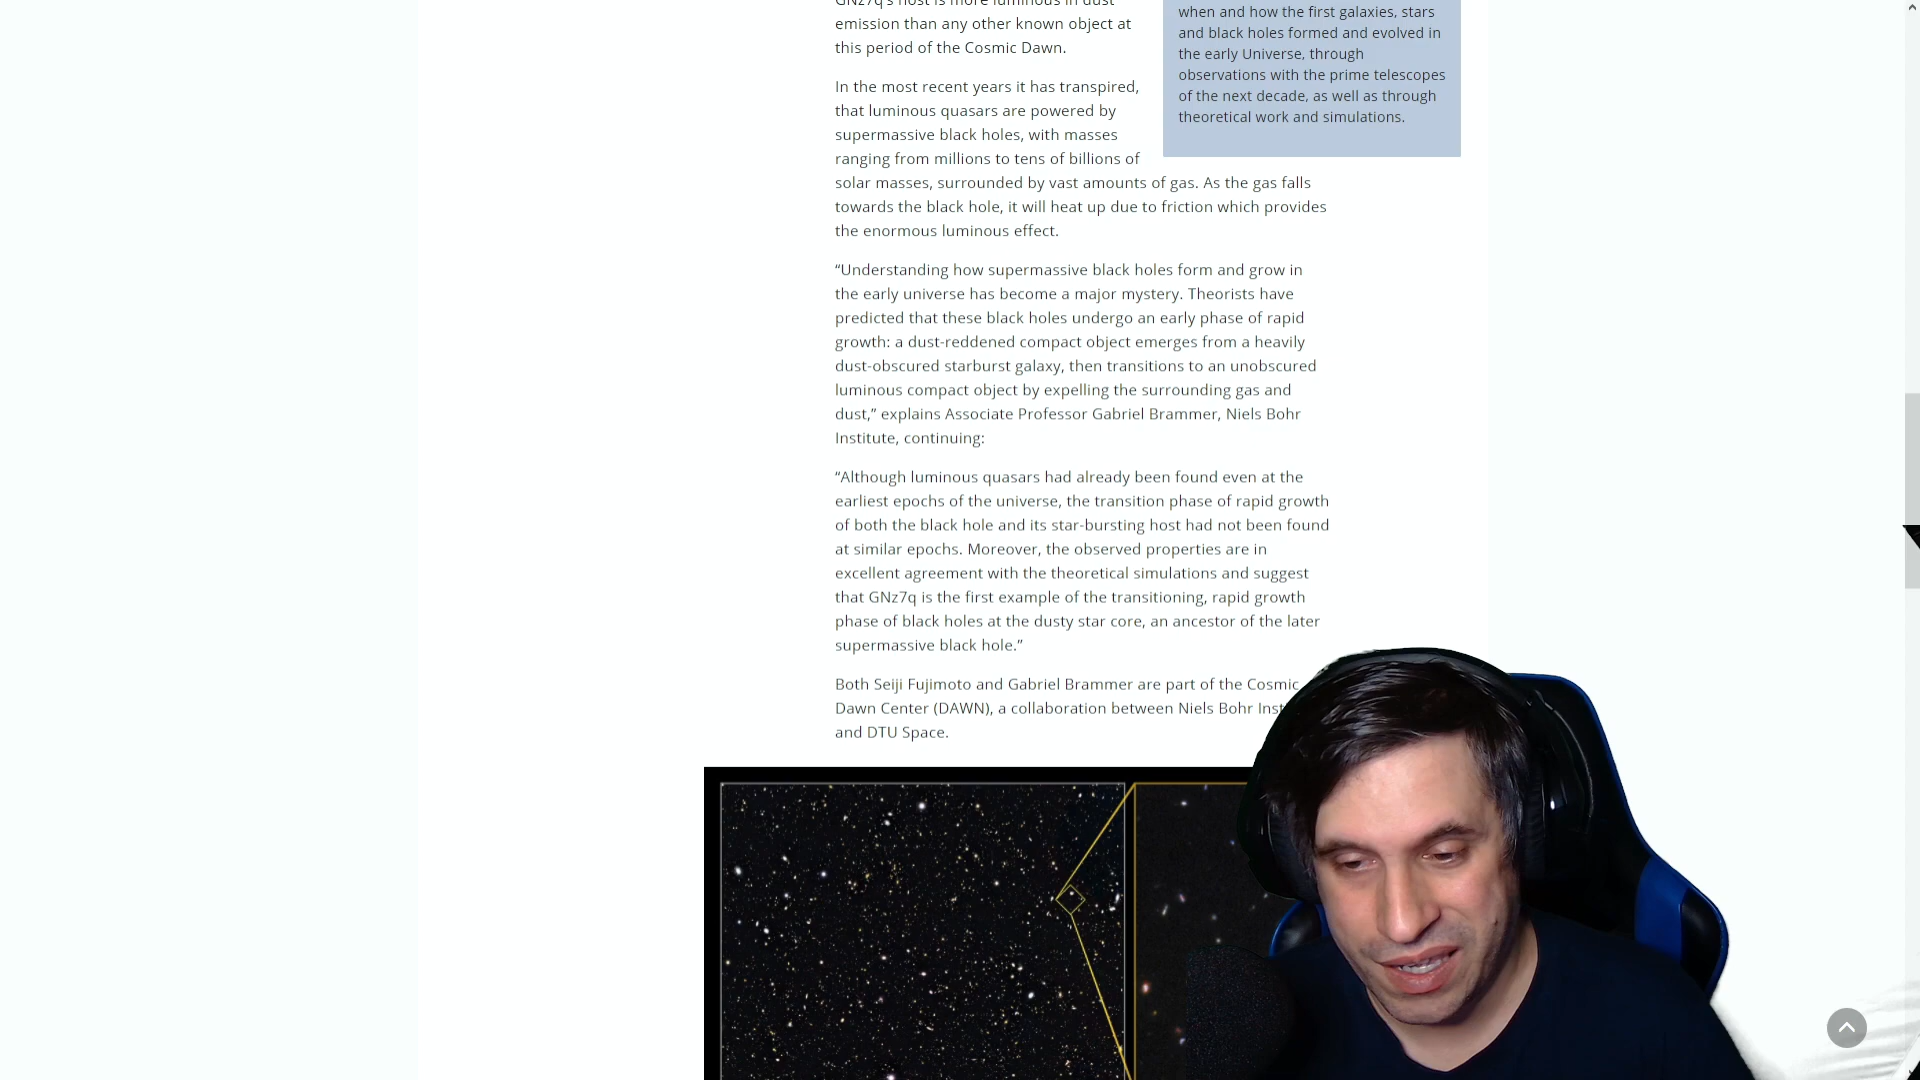 GNz7q's host is more luminous in dust
emission than any other known object at
this period of the Cosmic Dawn.
when and how the first galaxies, stars
and black holes formed and evolved in
the early Universe, through
observations with the prime telescopes
of the next decade, as well as through
theoretical work and simulations.
In the most recent years it has transpired,
that luminous quasars are powered by
supermassive black holes, with masses
ranging from millions to tens of billions of
solar masses, surrounded by vast amounts of gas. As the gas falls
towards the black hole, it will heat up due to friction which provides
the enormous luminous effect.
“Understanding how supermassive black holes form and grow in
the early universe has become a major mystery. Theorists have
predicted that these black holes undergo an early phase of rapid
growth: a dust-reddened compact object emerges from a heavily
dust-obscured starburst galaxy, then transitions to an unobscured
luminous compact object by expelling the surrounding gas and
dust,” explains Associate Professor Gabriel Brammer, Niels Bohr
Institute, continuing:
“Although luminous quasars had already been found even at the
earliest epochs of the universe, the transition phase of rapid growth
of both the black hole and its star-bursting host had not been found
at similar epochs. Moreover, the observed properties are in
excellent agreement with the theoretical simulations and suggest
that GNz7q is the first example of the transitioning, rapid growth
phase of black holes at the dusty star core, an ancestor of the later
supermassive black hole.”
Both Seiji Fujimoto and Gabriel Brammer are part of the Cosmic
Dawn Center (DAWN), a collaboration between Niels Bohr
and DTU Space.